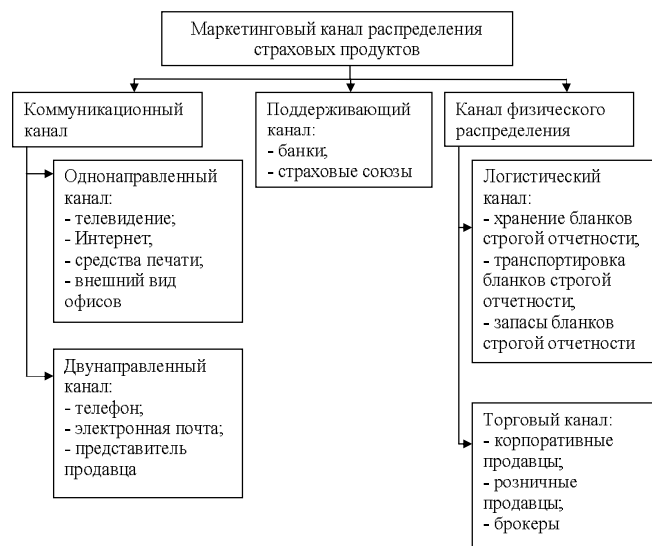 Маркетинговый канал распределения
страховых продуктов
Коммуникационный
канал
Поддерживающий
канал:
- банки;
- страховые союзы
Канал физического
распределения
Однонаправленный
канал:
- телевидение;
- Интернет;
- средства печати;
- внешний вид
офисов
Логистический
канал:
- хранение бланков
строгой отчетности;
- транспортировка
бланков строгой
отчетности;
- запасы бланков
строгой отчетности
Двунаправленный
канал:
- телефон;
- электронная почта;
- представитель
продавца
Торговый канал:
- корпоративные
продавцы;
- розничные
продавцы;
- брокеры